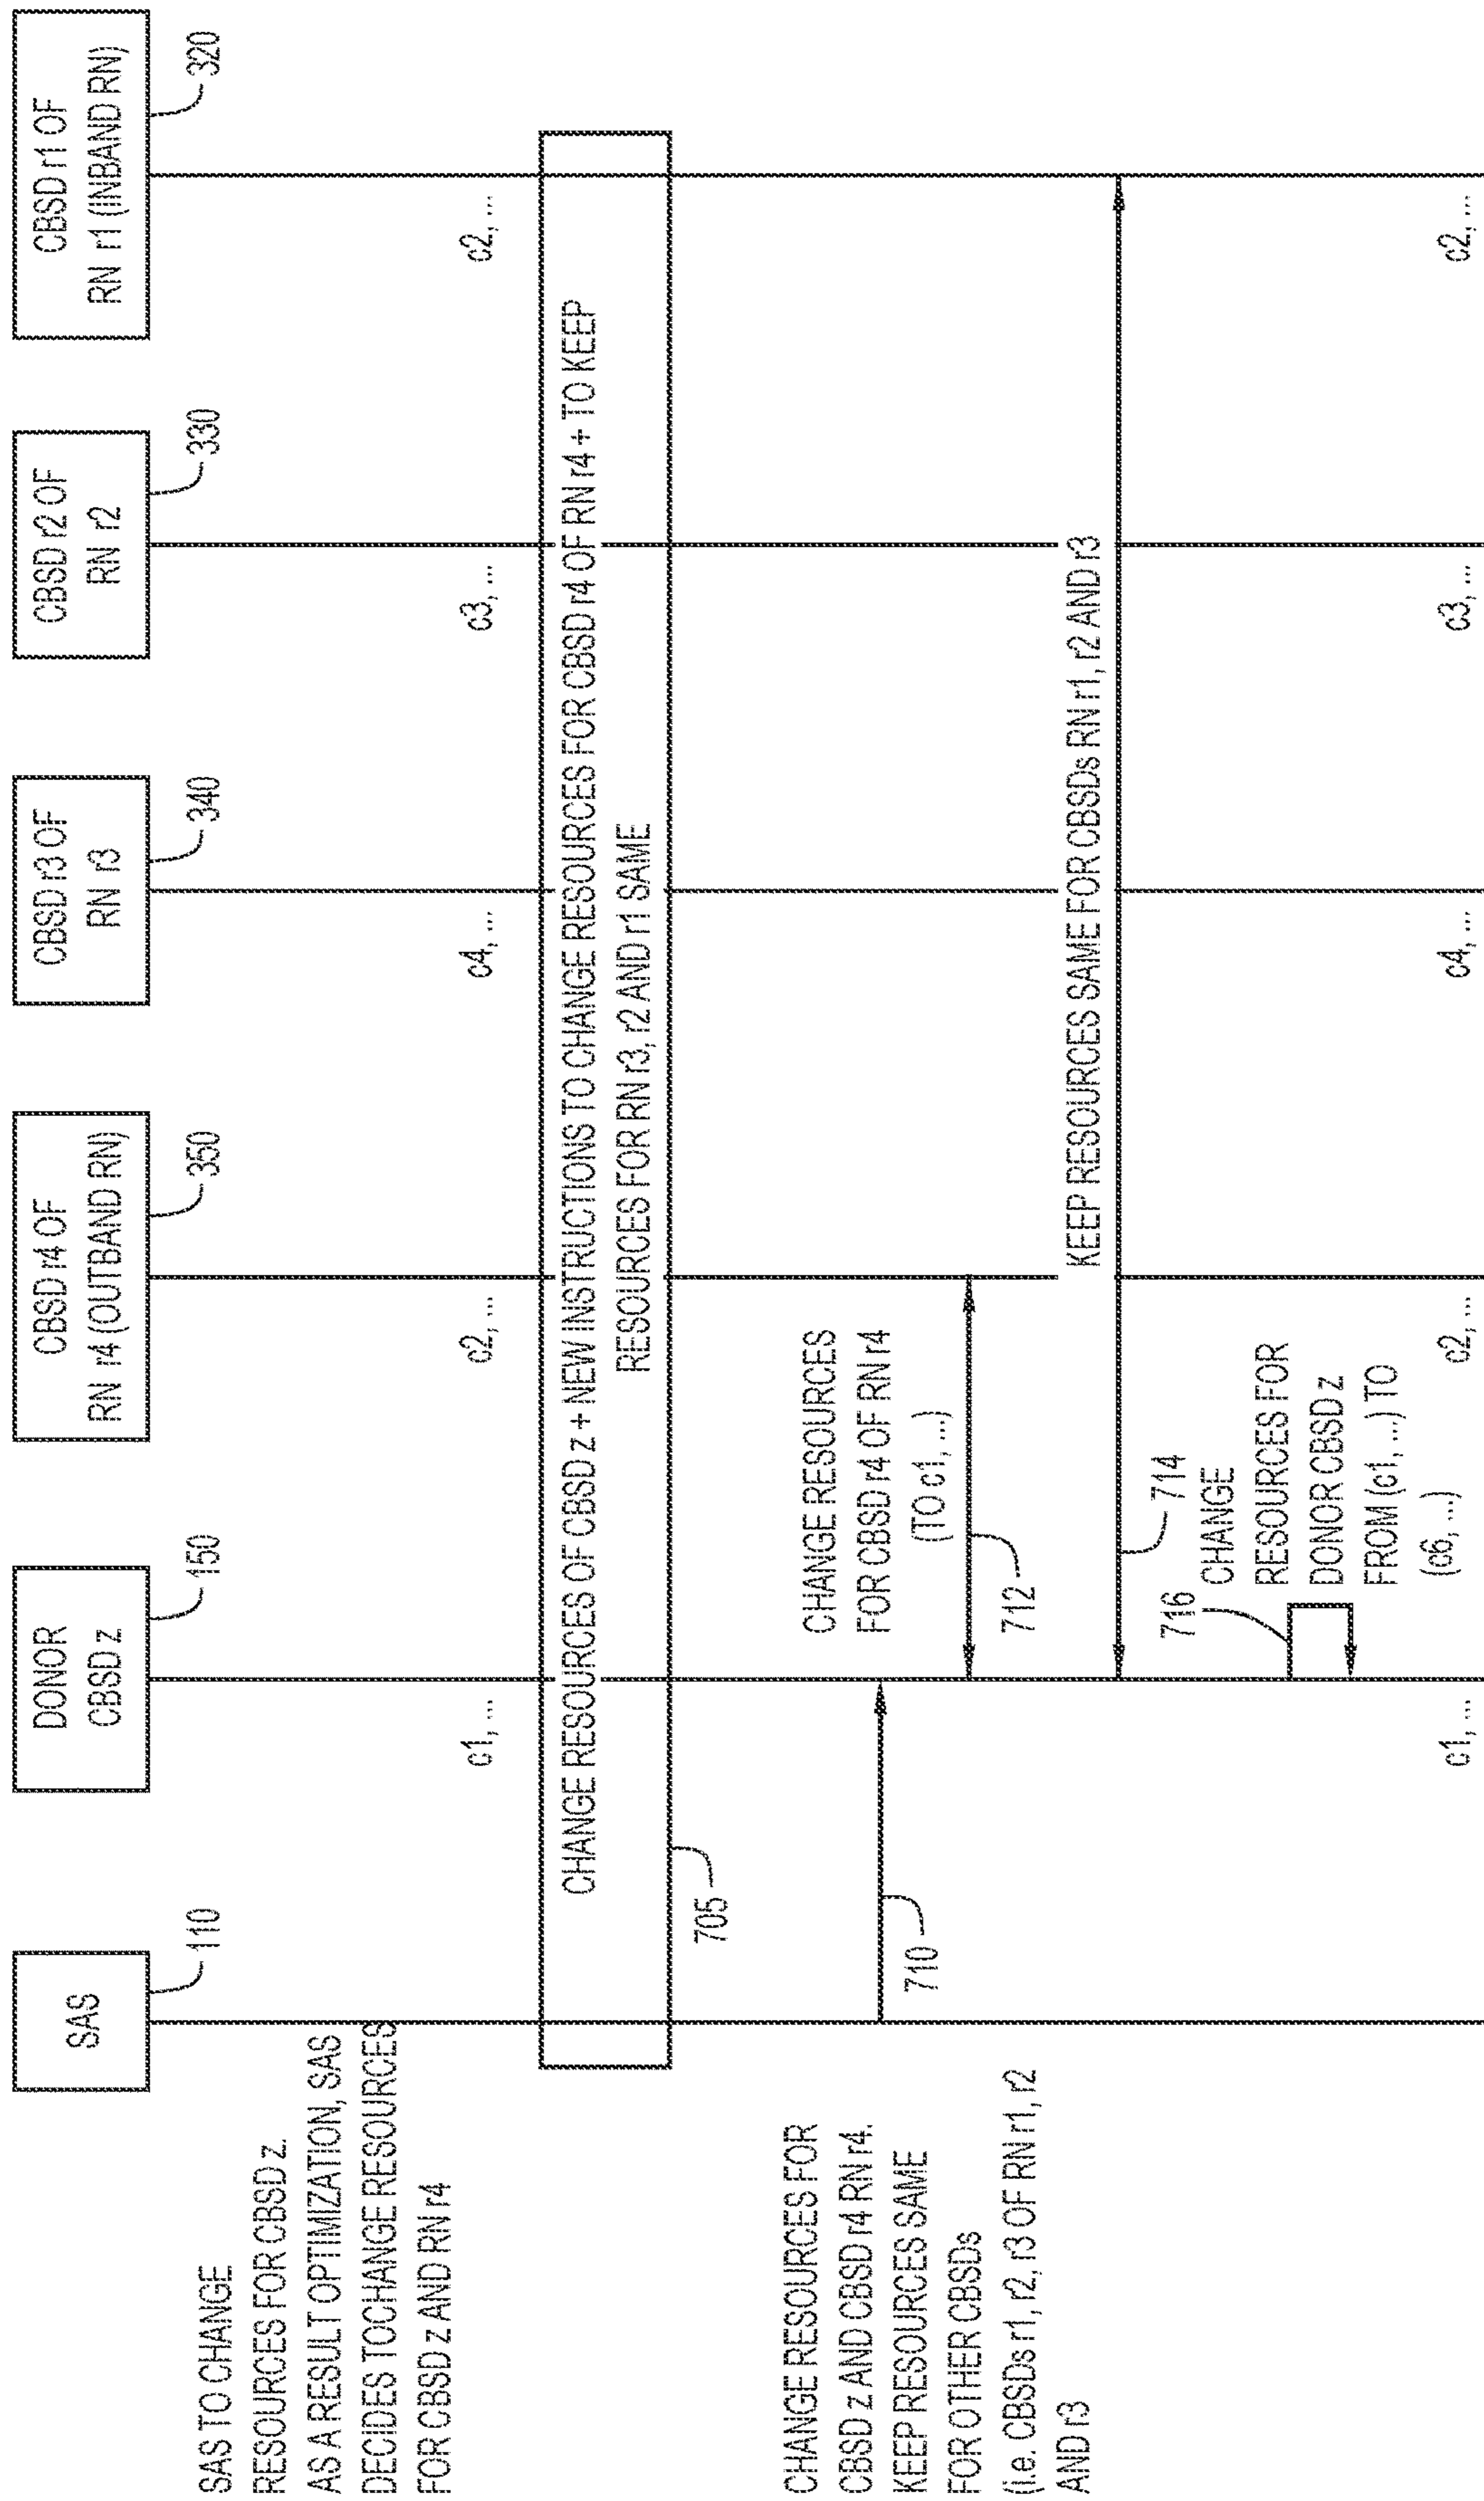 SAS
110
DONOR
CBSD z
150
CBSD r4 OF
RN r4 (OUTBAND RN)
350
CBSD r3 OF
RN r3
340
CBSD r2 OF
RN r2
330
CBSD r1 OF
RN r1 (INBAND RN)
320
SAS TO CHANGE
RESOURCES FOR CBSD z.
AS A RESULT OPTIMIZATION, SAS
DECIDES TOCHANGE RESOURCES
FOR CBSD z AND RN r4
c1, ...
c2, ...
c4, ...
c3, ...
c2, ...
CHANGE RESOURCES OF CBSD z + NEW INSTRUCTIONS TO CHANGE RESOURCES FOR CBSD r4 OF RN r4 + TO KEEP
RESOURCES FOR RN r3, r2 AND r1 SAME
705
CHANGE RESOURCES FOR
CBSD z AND CBSD r4 RN r4.
KEEP RESOURCES SAME
FOR OTHER CBSDs
(i.e. CBSDs r1, r2, r3 OF RN r1, r2
AND r3
710
CHANGE RESOURCES
FOR CBSD r4 OF RN r4
(TO c1, ...)
712
KEEP RESOURCES SAME FOR CBSDs RN r1, r2 AND r3
714
716
CHANGE
RESOURCES FOR
DONOR CBSD z
FROM (c1, ...) TO
(c6, ...)
c1, ...
c2, ...
c4, ...
c3, ...
c2, ...